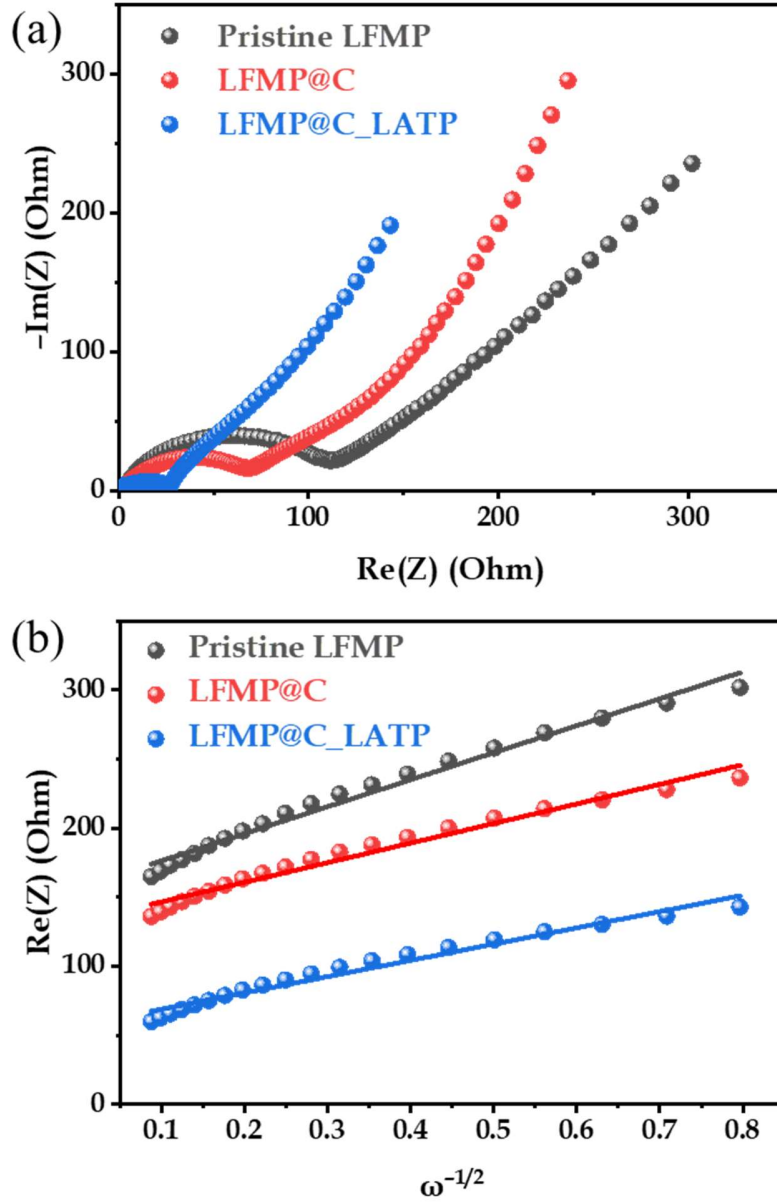 (a)
Pristine LFMP
LFMP@C
LFMP@C_LATP
300
200
100
0
0 100 200 300
−Im(Z) (Ohm)
Re(Z) (Ohm)
(b)
Pristine LFMP
LFMP@C
LFMP@C_LATP
300
200
100
0
0.1 0.2 0.3 0.4 0.5 0.6 0.7 0.8
Re(Z) (Ohm)
ω−1/2